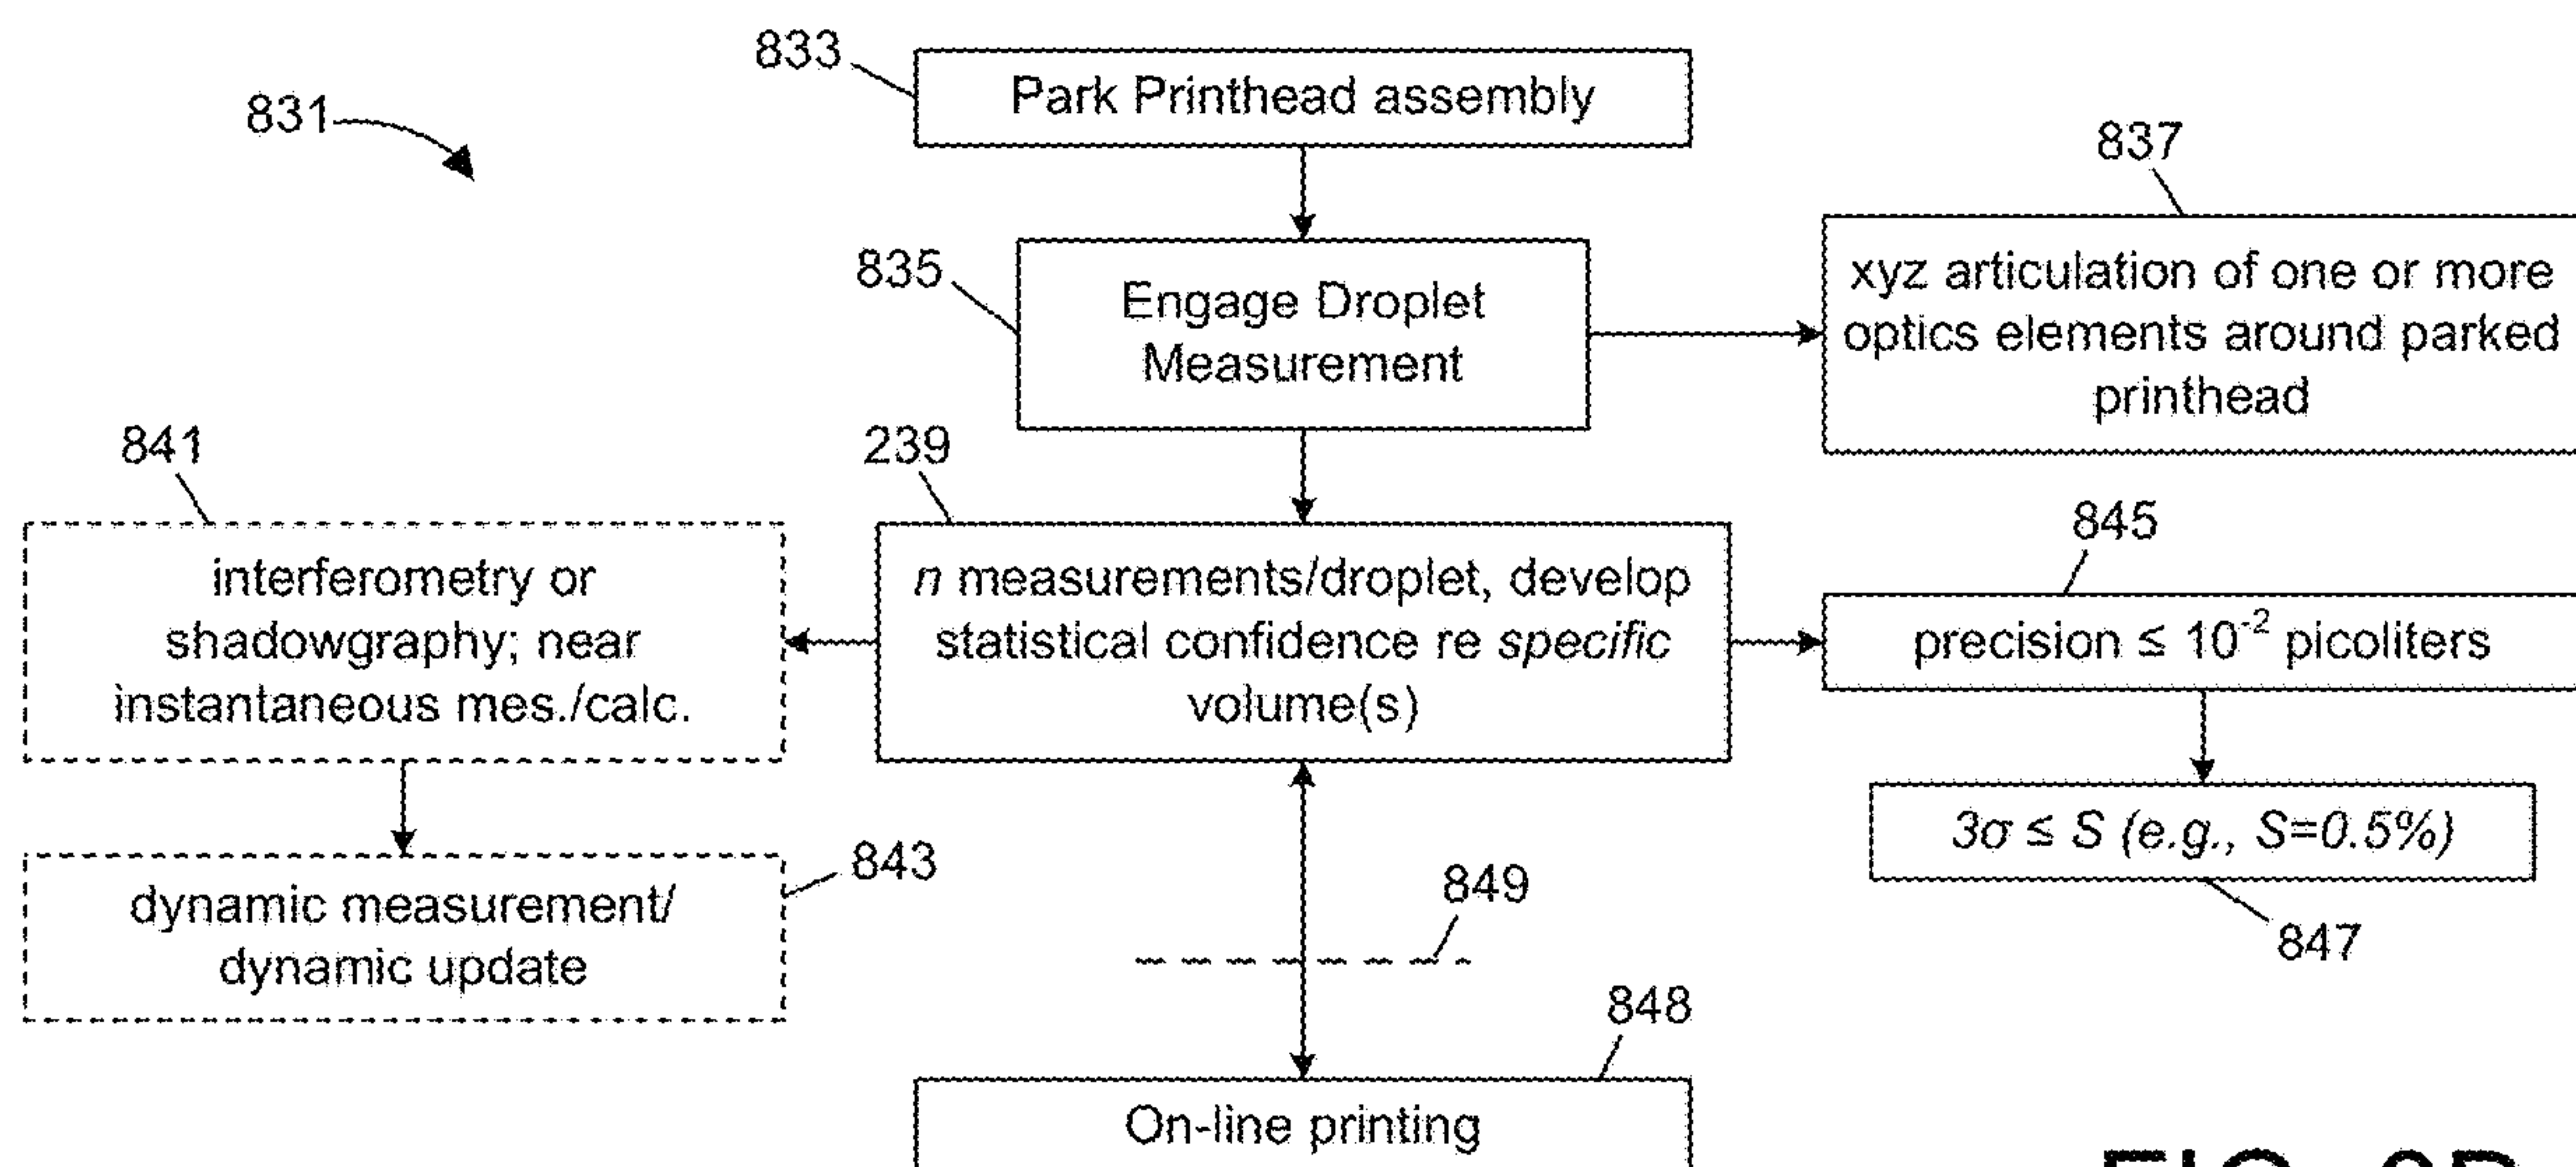 833
Park Printhead assembly
831
837
835
Engage Droplet
Measurement
xyz articulation of one or more
optics elements around parked
printhead
841
239
845
interferometry or
shadowgraphy; near
instantaneous mes./calc.
n measurements/droplet, develop
statistical confidence re specific
volume(s)
precision ≤ 10⁻² picoliters
3σ ≤ S (e.g., S=0.5%)
847
843
dynamic measurement/
dynamic update
849
848
On-line printing